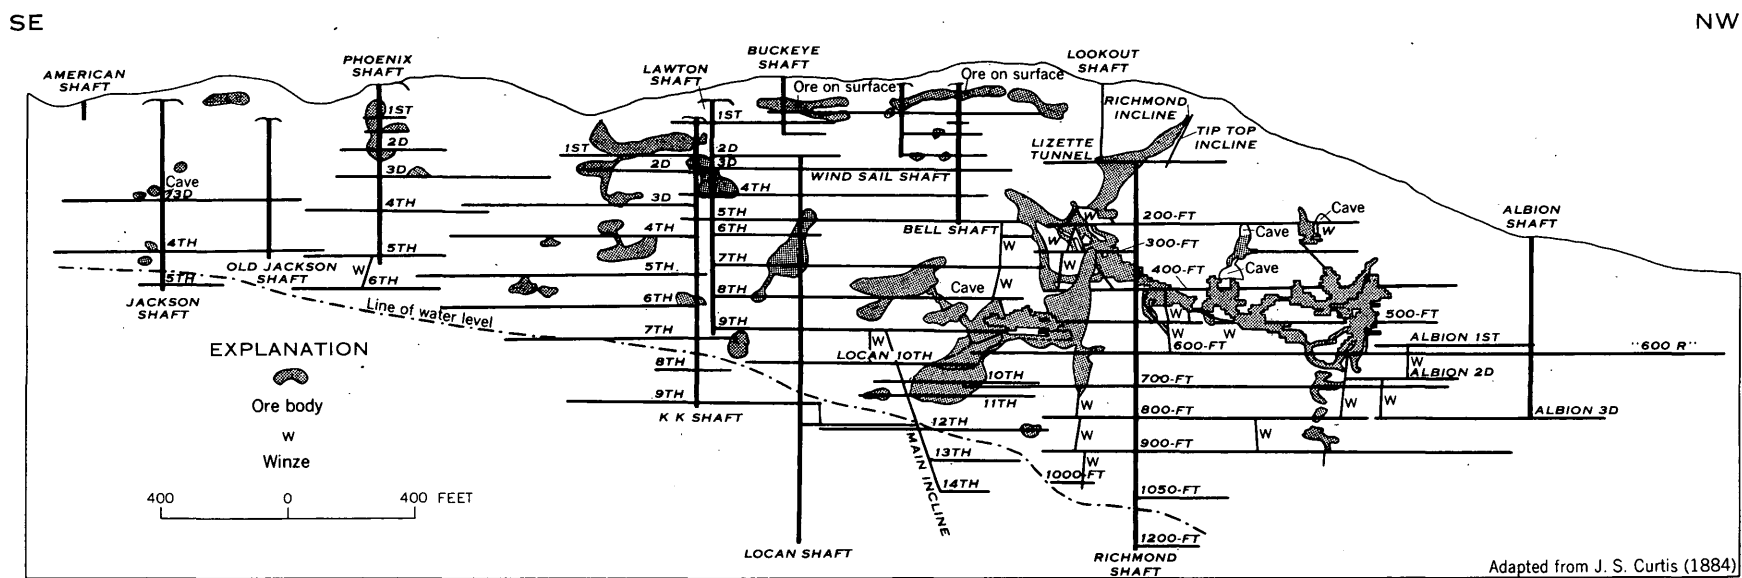 SE
NW
AMERICAN
SHAFT
PHOENIX
SHAFT
LAWTON
SHAFT
BUCKEYE
SHAFT
LOOKOUT
SHAFT
Ore on surface
Ore on surface
RICHMOND
INCLINE
TIP TOP
INCLINE
LIZETTE
TUNNEL
1ST
2D
3D
4TH
5TH
6TH
W
Cave
3D
4TH
5TH
JACKSON
SHAFT
OLD JACKSON
SHAFT
Line of water level
1ST
2D
3D
4TH
5TH
6TH
7TH
8TH
9TH
K K SHAFT
1ST
2D
3D
4TH
5TH
6TH
7TH
8TH
9TH
WIND SAIL SHAFT
BELL SHAFT
Cave
W
W
W
W
W
200-FT
300-FT
400-FT
500-FT
600-FT
700-FT
800-FT
900-FT
1000-FT
1050-FT
1200-FT
RICHMOND
SHAFT
Cave
W
Cave
Cave
W
W
W
W
W
W
W
W
W
W
W
LOCAN 10TH
10TH
11TH
12TH
13TH
14TH
MAIN INCLINE
LOCAN SHAFT
ALBION
SHAFT
ALBION 1ST
"600 R"
ALBION 2D
ALBION 3D
EXPLANATION
Ore body
W
Winze
400 0 400 FEET
Adapted from J. S. Curtis (1884)